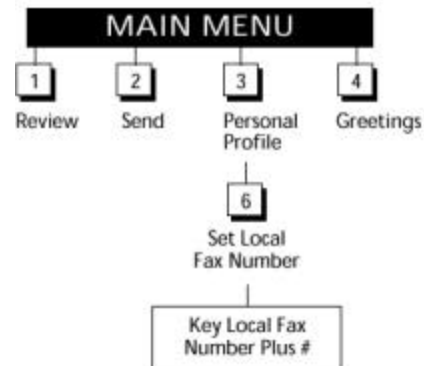 MAIN MENU
1
2
3
4
Review
Send
Personal
Profile
Greetings
6
Set Local
Fax Number
Key Local Fax
Number Plus #